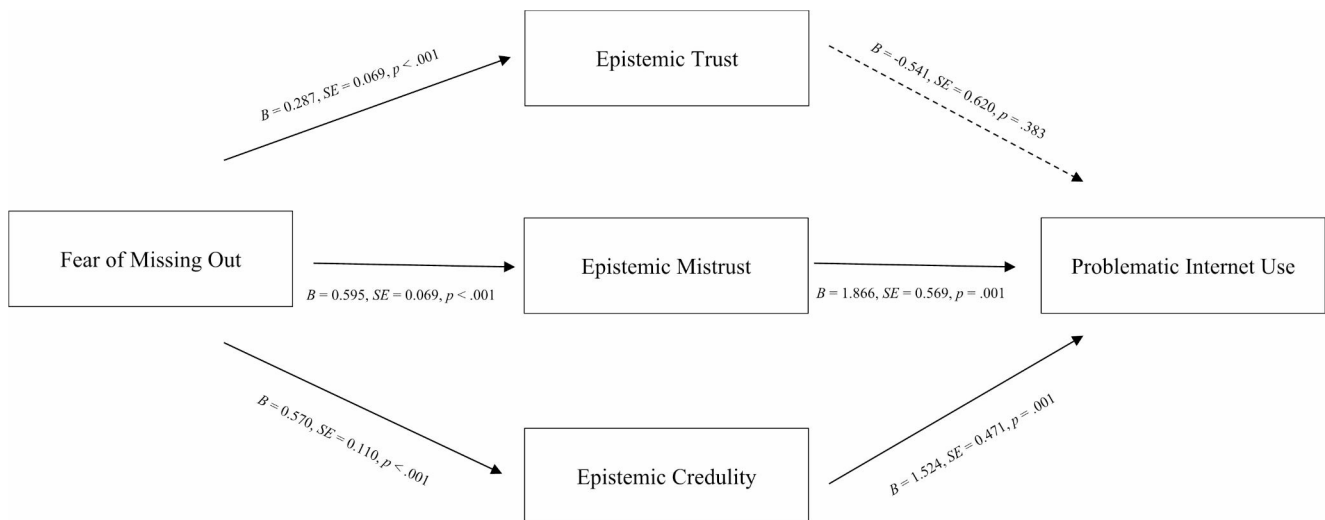 Epistemic Trust
B = 0.287, SE = 0.069, p < .001
B = -0.541, SE = 0.620, p = .383
Fear of Missing Out
B = 0.595, SE = 0.069, p < .001
Epistemic Mistrust
B = 1.866, SE = 0.569, p = .001
Problematic Internet Use
B = 0.570, SE = 0.110, p < .001
Epistemic Credulity
B = 1.524, SE = 0.471, p = .001